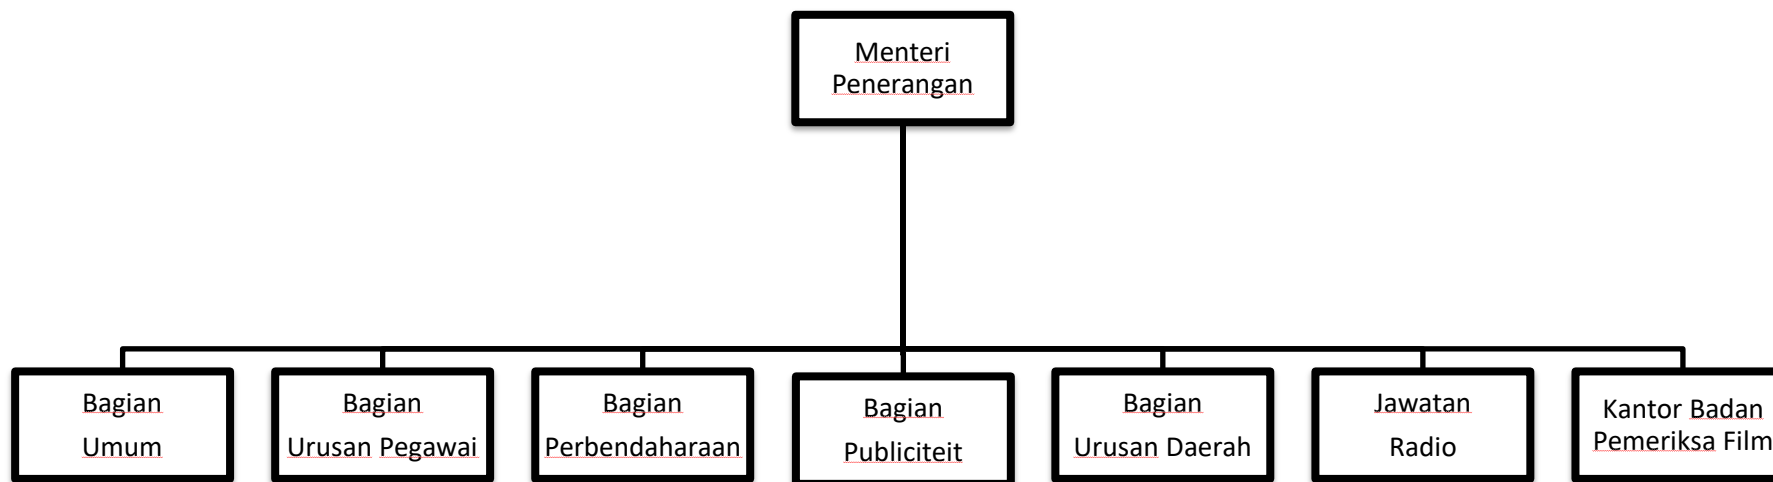 Menteri
Penerangan
Bagian
Umum
Bagian
Urusan Pegawai
Bagian
Perbendaharaan
Bagian
Publiciteit
Bagian
Urusan Daerah
Jawatan
Radio
Kantor Badan
Pemeriksa Film